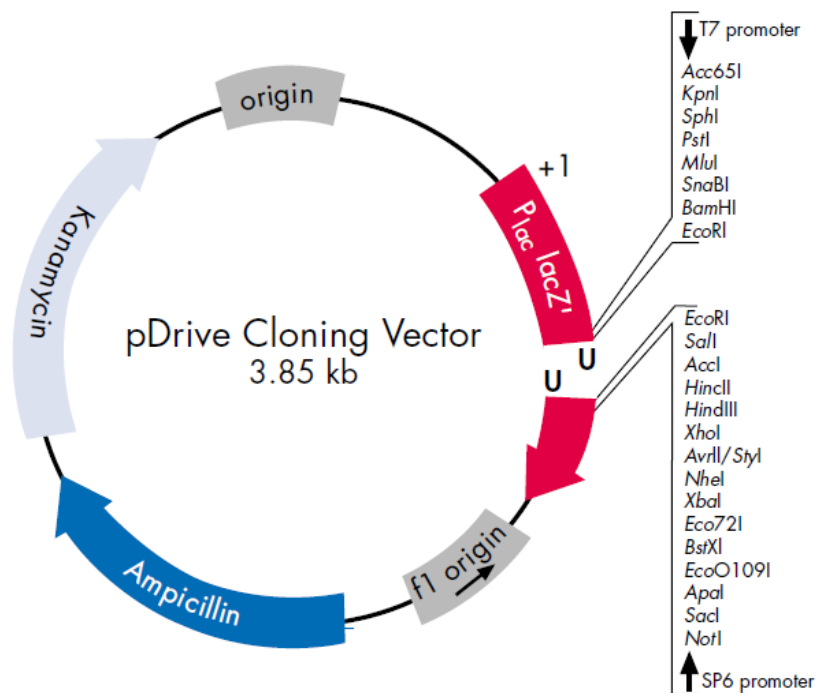 origin
Kanamycin
+1
Plac lacZ'
pDrive Cloning Vector
3.85 kb
U
U
f1 origin
Ampicillin
T7 promoter
Acc65I
KpnI
SphI
PstI
MluI
SnaBI
BamHI
EcoRI
EcoRI
SalI
AccI
HincII
HindIII
XhoI
AvrII/StyI
NheI
XbaI
Eco72I
BstXI
EcoO109I
ApaI
SacI
NotI
SP6 promoter